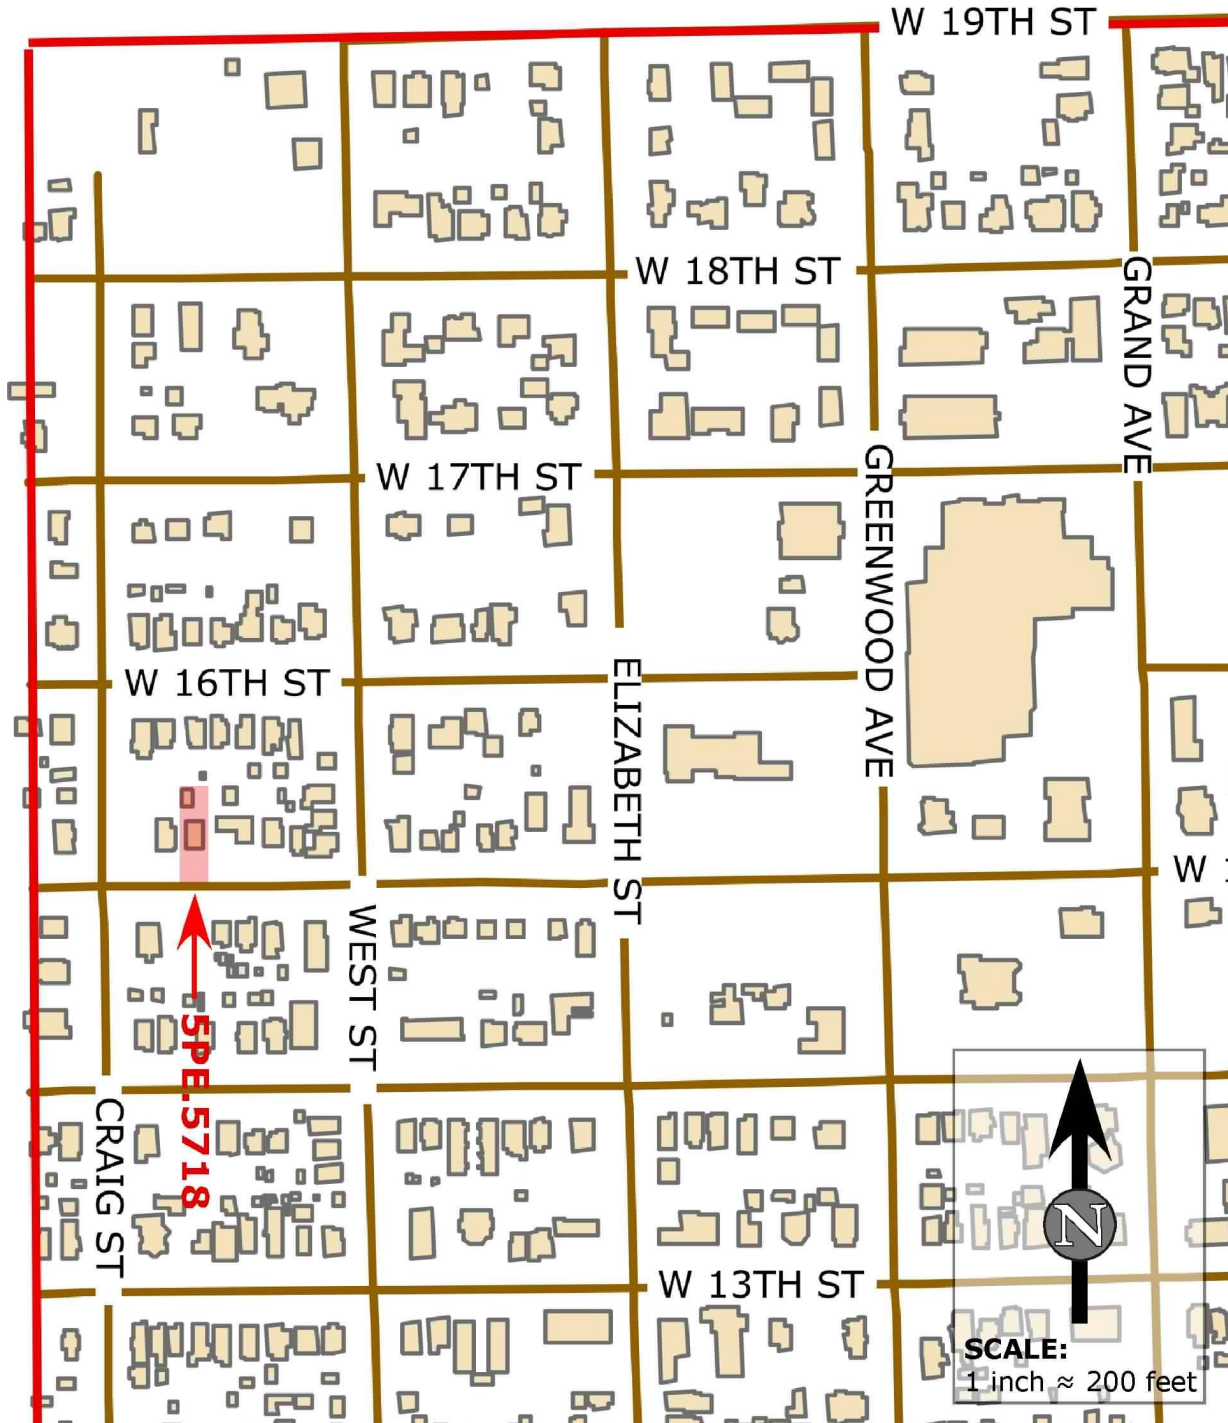 W 19TH ST
W 18TH ST
GRAND AVE
W 17TH ST
GREENWOOD AVE
W 16TH ST
ELIZABETH ST
W 1
WEST ST
5PE.5718
CRAIG ST
N
W 13TH ST
SCALE:
1 inch ≈ 200 feet